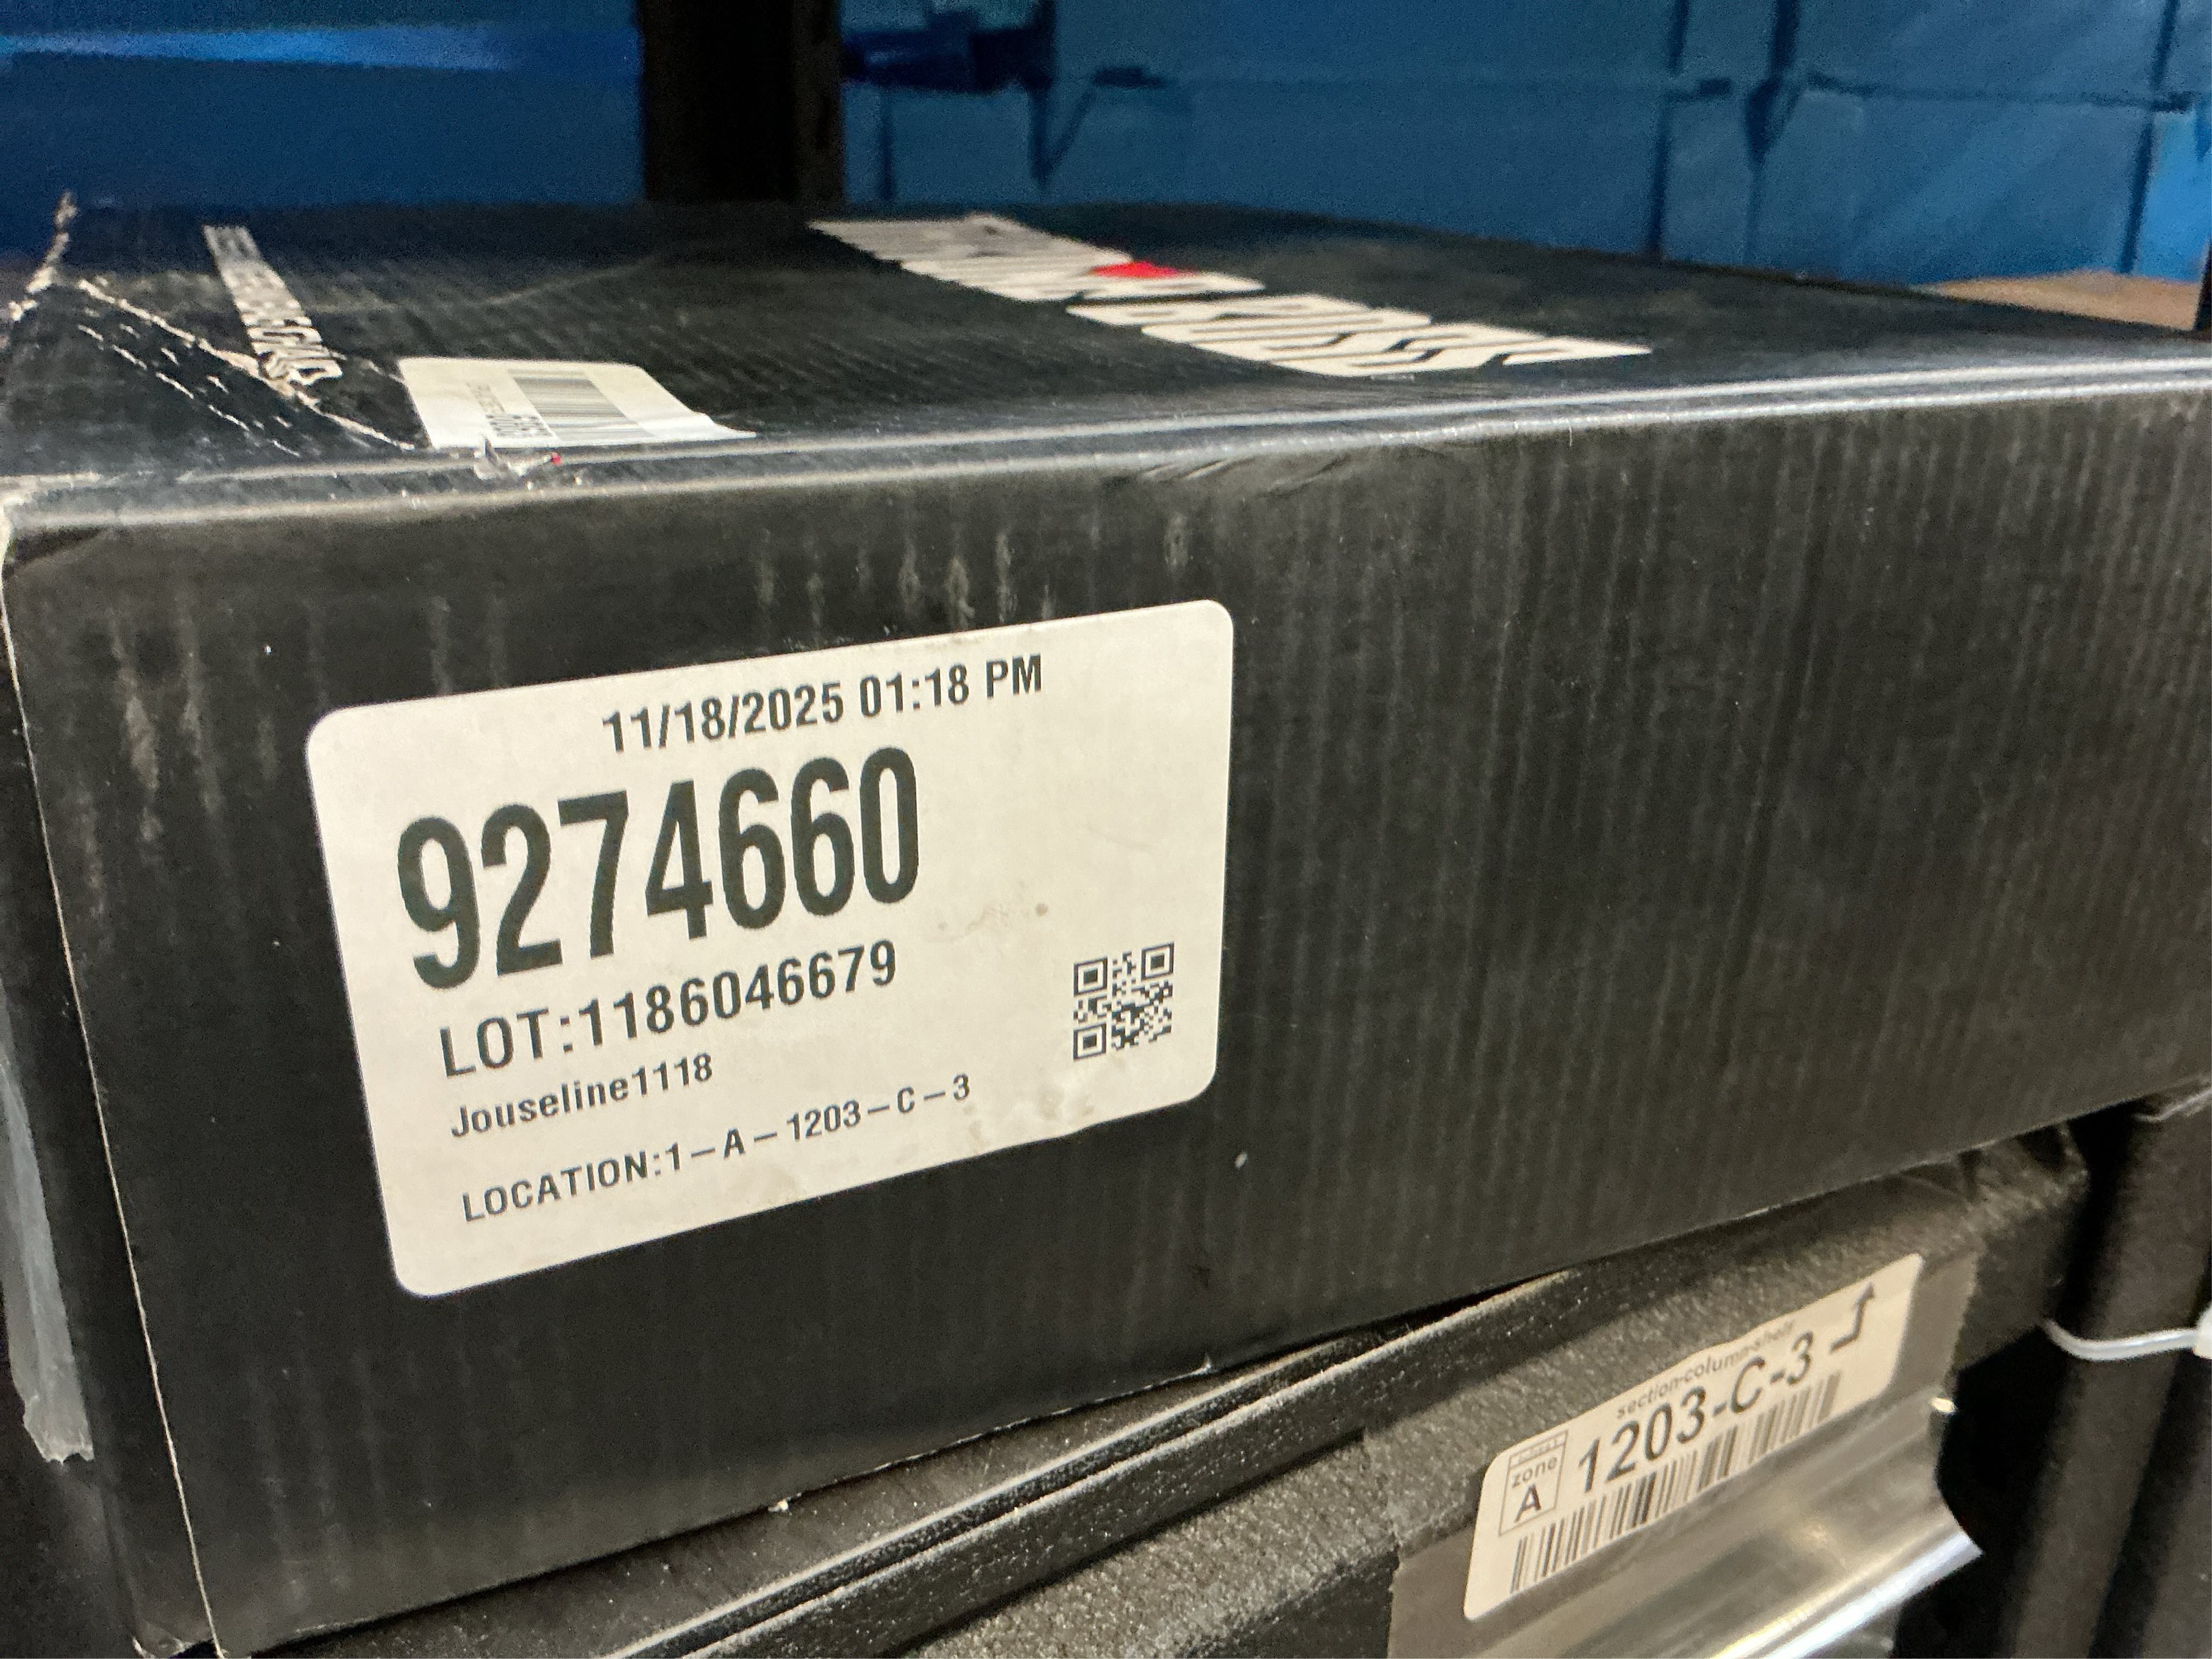 11/18/2025 01:18 PM
9274660
LOT:1186046679
Jouseline1118
LOCATION:1-A-1203-C-3
section-column-shelf
zone
A
1203-C-3